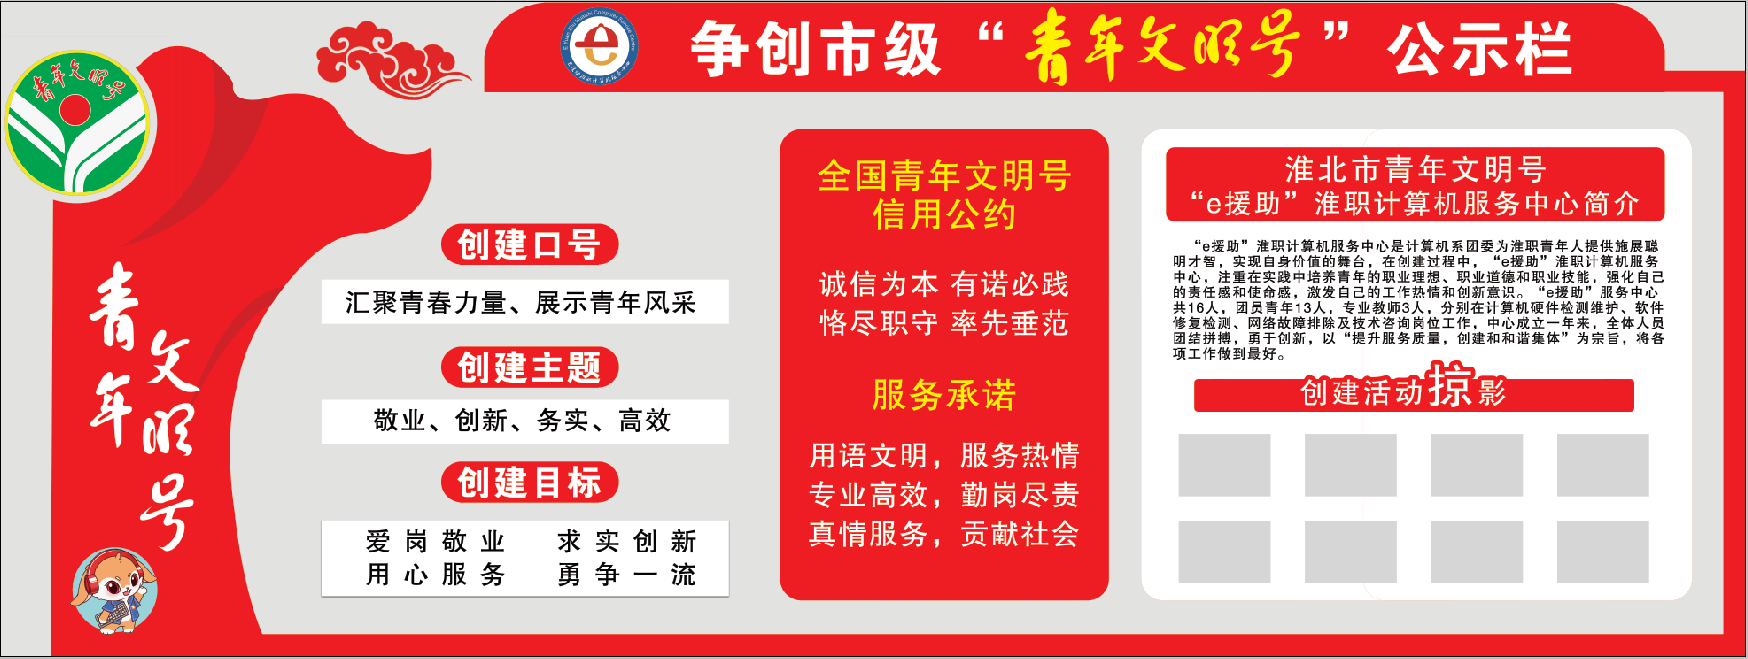 争创市级“青年文明号”公示栏
青年文明号
青年
文明号
创建口号
汇聚青春力量、展示青年风采
创建主题
敬业、创新、务实、高效
创建目标
爱岗敬业 求实创新
用心服务 勇争一流
全国青年文明号
信用公约
诚信为本 有诺必践
恪尽职守 率先垂范
服务承诺
用语文明，服务热情
专业高效，勤岗尽责
真情服务，贡献社会
淮北市青年文明号
“e援助”淮职计算机服务中心简介
“e援助”淮职计算机服务中心是计算机系团委为淮职青年人提供施展聪
明才智，实现自身价值的舞台，在创建过程中，“e援助”淮职计算机服务
中心，注重在实践中培养青年的职业理想、职业道德和职业技能，强化自己
的责任感和使命感，激发自己的工作热情和创新意识。“e援助”服务中心
共16人，团员青年13人，专业教师3人，分别在计算机硬件检测维护、软件
修复检测、网络故障排除及技术咨询岗位工作，中心成立一年来，全体人员
团结拼搏，勇于创新，以“提升服务质量，创建和和谐集体”为宗旨，将各
项工作做到最好。
创建活动掠影